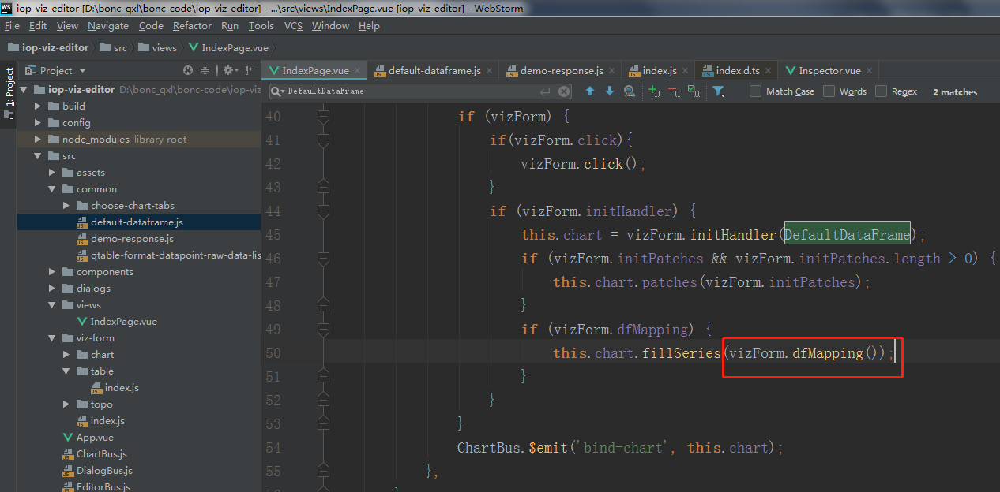 iop-viz-editor [D:\bonc_qxl\bonc-code\iop-viz-editor] - ...\src\views\IndexPage.vue [iop-viz-editor] - WebStorm
File Edit View Navigate Code Refactor Run Tools VCS Window Help
iop-viz-editor src views IndexPage.vue
1: Project
Project
IndexPage.vue default-dataframe.js demo-response.js index.js index.d.ts Inspector.vue
DefaultDataFrame Match Case Words Regex 2 matches
iop-viz-editor D:\bonc_qxl\bonc-code\iop-viz
build
config
node_modules library root
src
assets
common
choose-chart-tabs
default-dataframe.js
demo-response.js
qtable-format-datapoint-raw-data-lis
components
dialogs
views
IndexPage.vue
viz-form
chart
table
index.js
topo
index.js
App.vue
ChartBus.js
DialogBus.js
EditorBus.js
40 if (vizForm) {
41 if(vizForm.click){
42 vizForm.click();
43 }
44 if (vizForm.initHandler) {
45 this.chart = vizForm.initHandler(DefaultDataFrame);
46 if (vizForm.initPatches && vizForm.initPatches.length > 0) {
47 this.chart.patches(vizForm.initPatches);
48 }
49 if (vizForm.dfMapping) {
50 this.chart.fillSeries(vizForm.dfMapping());
51 }
52 }
53 }
54 ChartBus.$emit('bind-chart', this.chart);
55 },